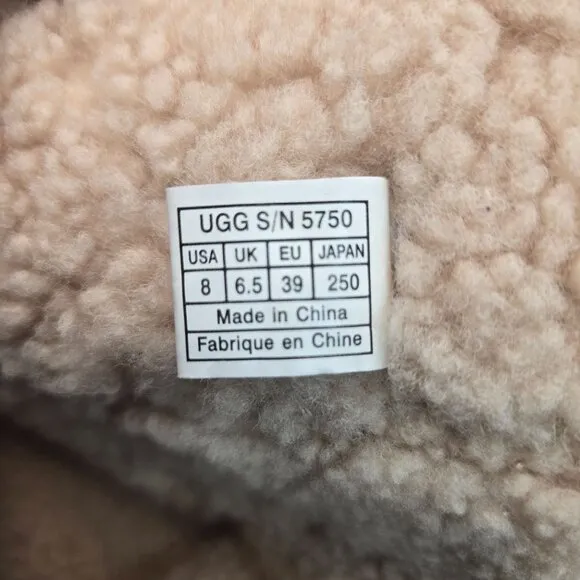 UGG S/N 5750
USA UK EU JAPAN
8 6.5 39 250
Made in China
Fabrique en Chine